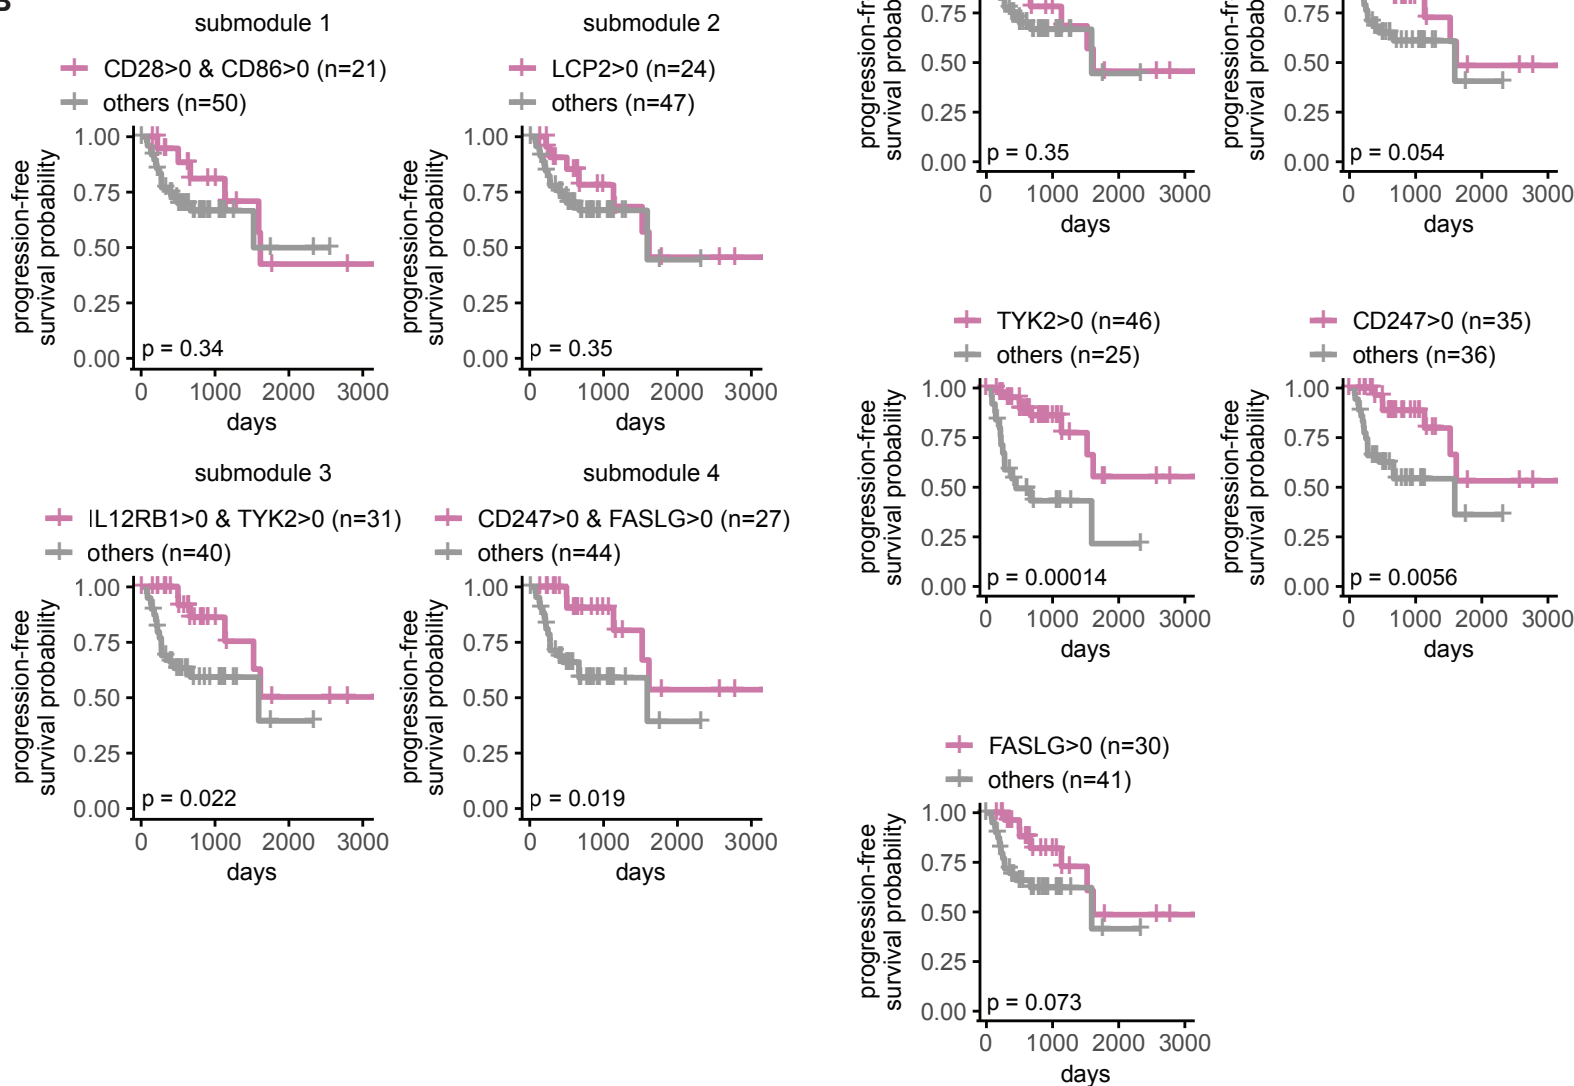 submodule 1
CD28>0 & CD86>0 (n=21)
others (n=50)
progression-free
survival probability
1.00
0.75
0.50
0.25
0.00
p = 0.34
0 1000 2000 3000
days
submodule 2
LCP2>0 (n=24)
others (n=47)
progression-free
survival probability
1.00
0.75
0.50
0.25
0.00
p = 0.35
0 1000 2000 3000
days
submodule 3
IL12RB1>0 & TYK2>0 (n=31)
others (n=40)
progression-free
survival probability
1.00
0.75
0.50
0.25
0.00
p = 0.022
0 1000 2000 3000
days
submodule 4
CD247>0 & FASLG>0 (n=27)
others (n=44)
progression-free
survival probability
1.00
0.75
0.50
0.25
0.00
p = 0.019
0 1000 2000 3000
days
0.75
0.50
0.25
0.00
p = 0.35
0 1000 2000 3000
days
0.75
0.50
0.25
0.00
p = 0.054
0 1000 2000 3000
days
TYK2>0 (n=46)
others (n=25)
progression-free
survival probability
1.00
0.75
0.50
0.25
0.00
p = 0.00014
0 1000 2000 3000
days
CD247>0 (n=35)
others (n=36)
progression-free
survival probability
1.00
0.75
0.50
0.25
0.00
p = 0.0056
0 1000 2000 3000
days
FASLG>0 (n=30)
others (n=41)
progression-free
survival probability
1.00
0.75
0.50
0.25
0.00
p = 0.073
0 1000 2000 3000
days